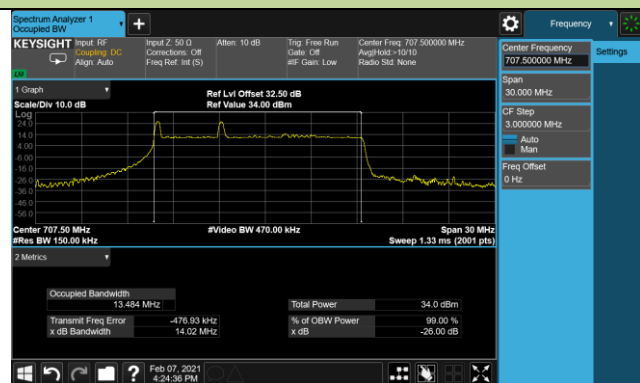 Spectrum Analyzer 1
Occupied BW
Frequency
KEYSIGHT
Input: RF
Coupling: DC
Align: Auto
Input Z: 50 Ω
Corrections: Off
Freq Ref: Int (S)
Atten: 10 dB
Trig: Free Run
Gate: Off
#IF Gain: Low
Center Freq: 707.500000 MHz
Avg|Hold:>10/10
Radio Std: None
Center Frequency
707.500000 MHz
Settings
Span
30.000 MHz
CF Step
3.000000 MHz
Auto
Man
Freq Offset
0 Hz
1 Graph
Scale/Div 10.0 dB
Ref Lvl Offset 32.50 dB
Ref Value 34.00 dBm
Log
24.0
14.0
4.00
-6.00
-16.0
-26.0
-36.0
-46.0
-56.0
Center 707.50 MHz
#Video BW 470.00 kHz
Span 30 MHz
#Res BW 150.00 kHz
Sweep 1.33 ms (2001 pts)
2 Metrics
Occupied Bandwidth
13.484 MHz
Total Power 34.0 dBm
Transmit Freq Error -476.93 kHz
% of OBW Power 99.00 %
x dB Bandwidth 14.02 MHz
x dB -26.00 dB
Feb 07, 2021
4:24:36 PM